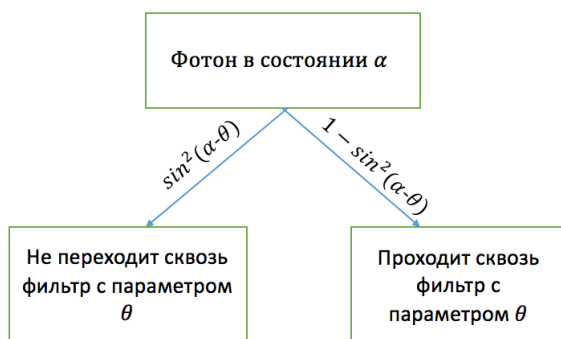 Фотон в состоянии α
sin²(α-θ)
1 − sin²(α-θ)
Не переходит сквозь
фильтр с параметром
θ
Проходит сквозь
фильтр с
параметром θ